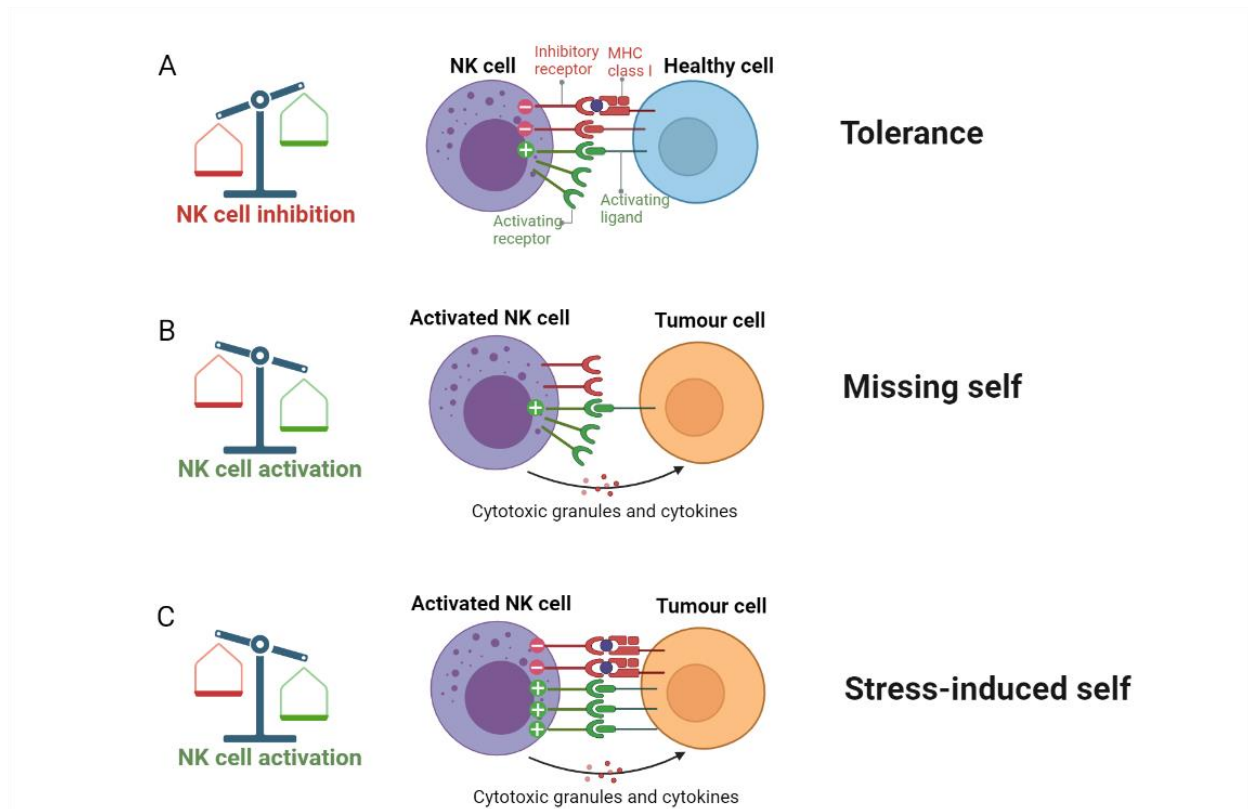 A
NK cell inhibition
NK cell
Inhibitory
receptor
MHC
class I
Healthy cell
Activating
receptor
Activating
ligand
Tolerance
B
NK cell activation
Activated NK cell
Tumour cell
Cytotoxic granules and cytokines
Missing self
C
NK cell activation
Activated NK cell
Tumour cell
Cytotoxic granules and cytokines
Stress-induced self